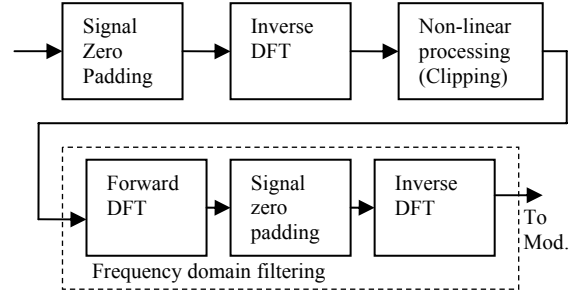 Signal
Zero
Padding
Inverse
DFT
Non-linear
processing
(Clipping)
Forward
DFT
Signal
zero
padding
Inverse
DFT
To
Mod.
Frequency domain filtering